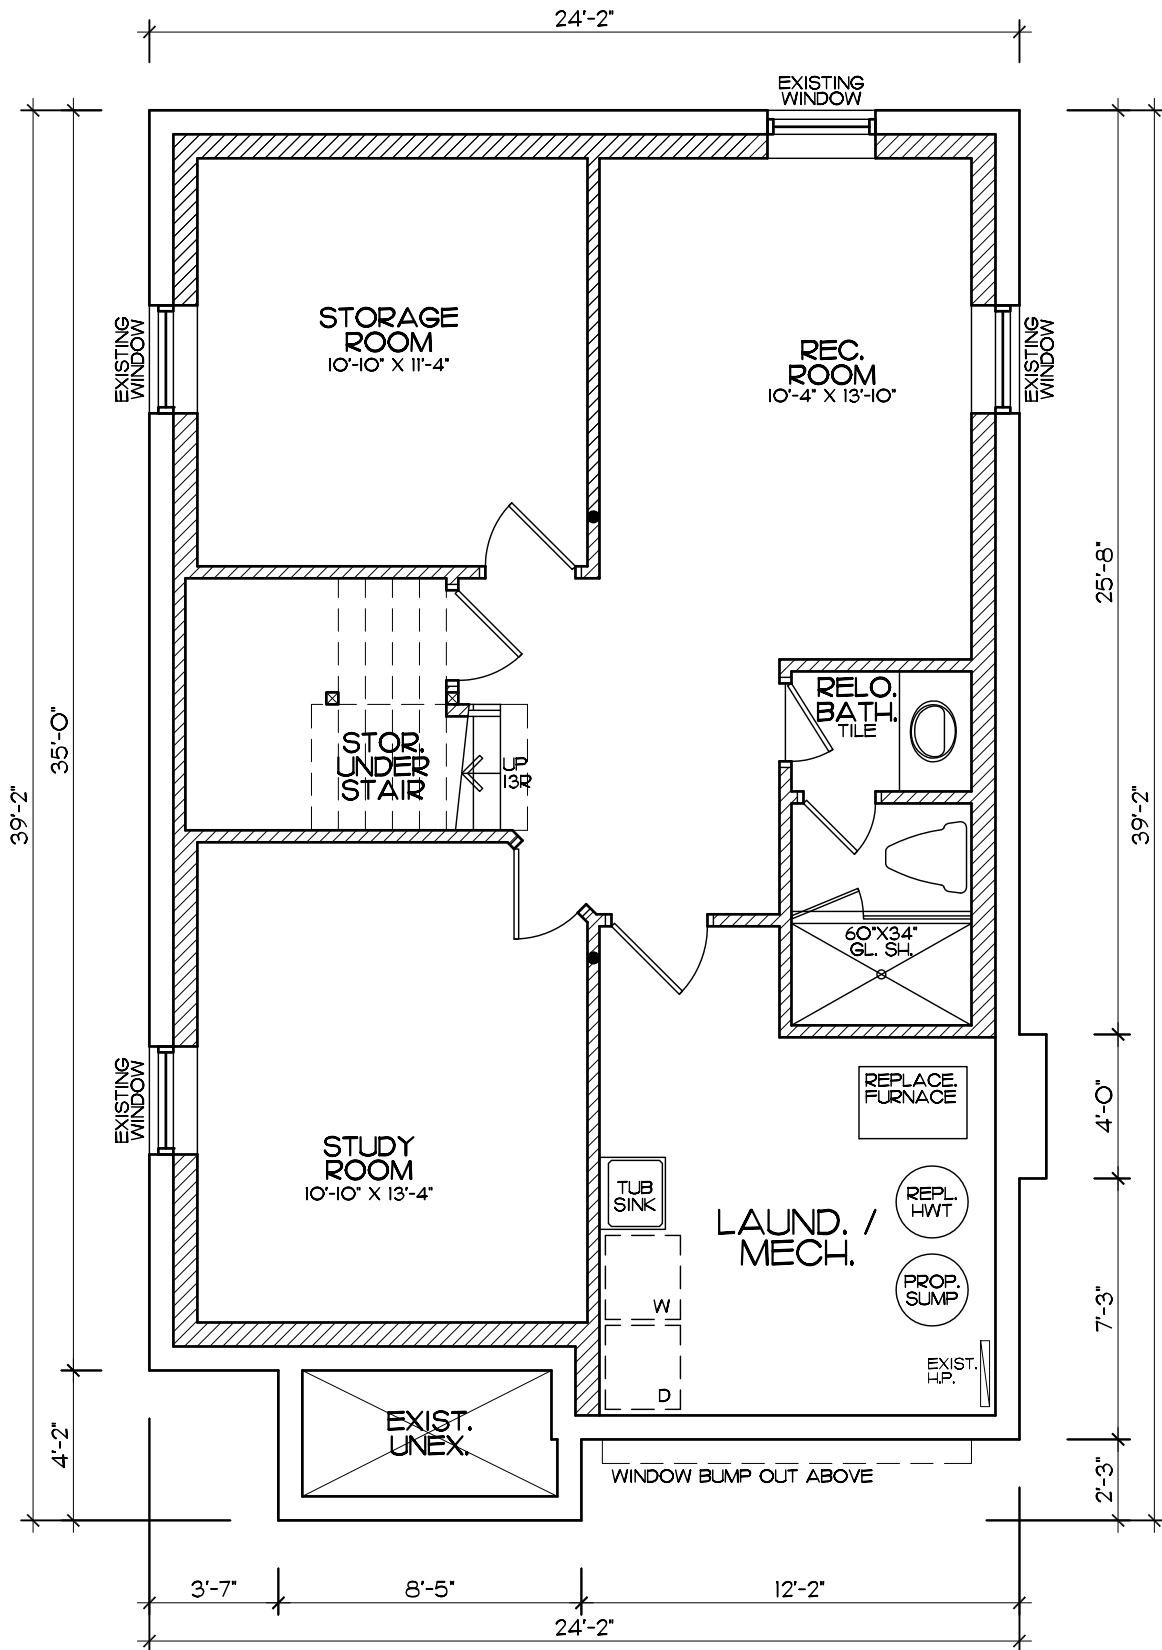 24'-2"
EXISTING
WINDOW
STORAGE
ROOM
10'-10" X 11'-4"
REC.
ROOM
10'-4" X 13'-10"
EXISTING
WINDOW
EXISTING
WINDOW
25'-8"
35'-0"
39'-2"
39'-2"
RELO.
BATH.
TILE
STOR.
UNDER
STAIR
UP
13R
60"X34"
GL. SH.
EXISTING
WINDOW
REPLACE.
FURNACE
4'-0"
STUDY
ROOM
10'-10" X 13'-4"
TUB
SINK
LAUND. /
MECH.
REPL.
HWT
PROP.
SUMP
W
D
7'-3"
EXIST.
H.P.
EXIST.
UNEX.
4'-2"
WINDOW BUMP OUT ABOVE
2'-3"
3'-7"
8'-5"
12'-2"
24'-2"